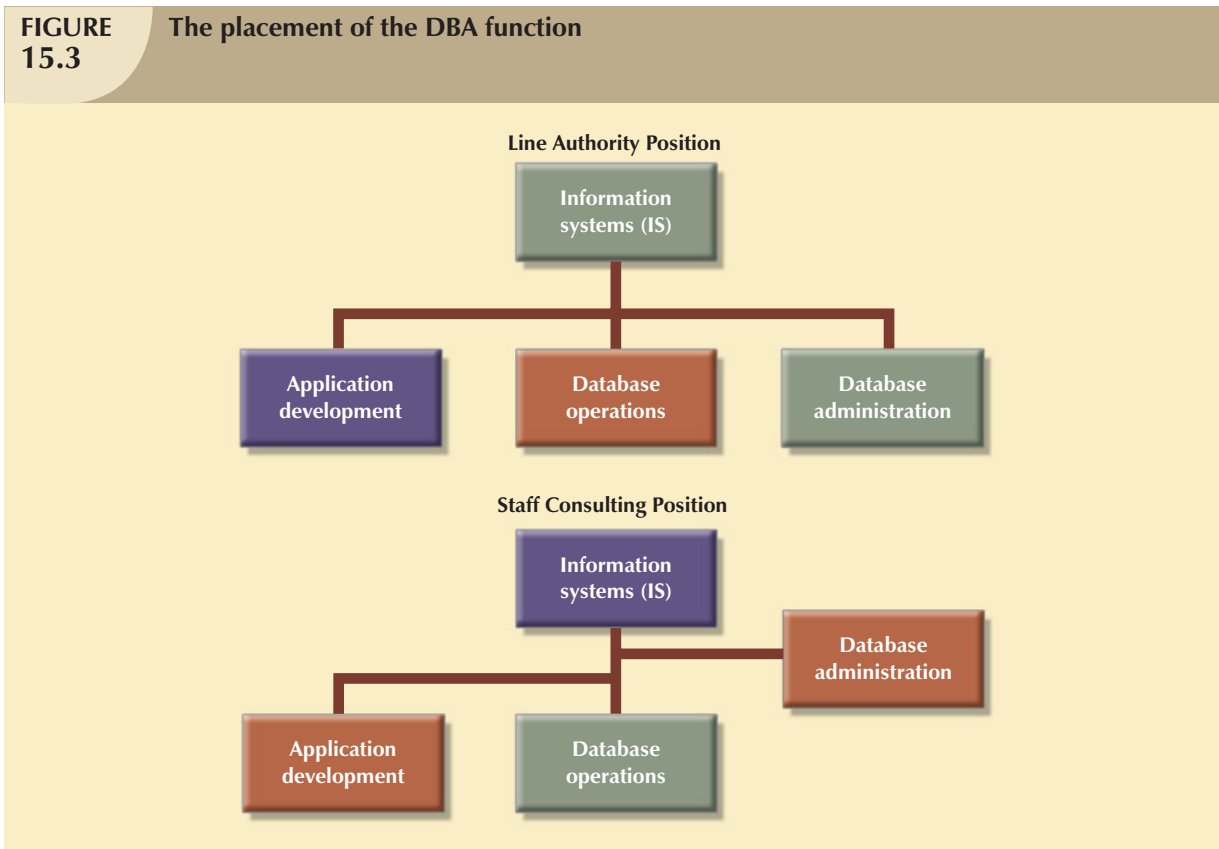 FIGURE
15.3
The placement of the DBA function
Line Authority Position
Information
systems (IS)
Application
development
Database
operations
Database
administration
Staff Consulting Position
Information
systems (IS)
Database
administration
Application
development
Database
operations